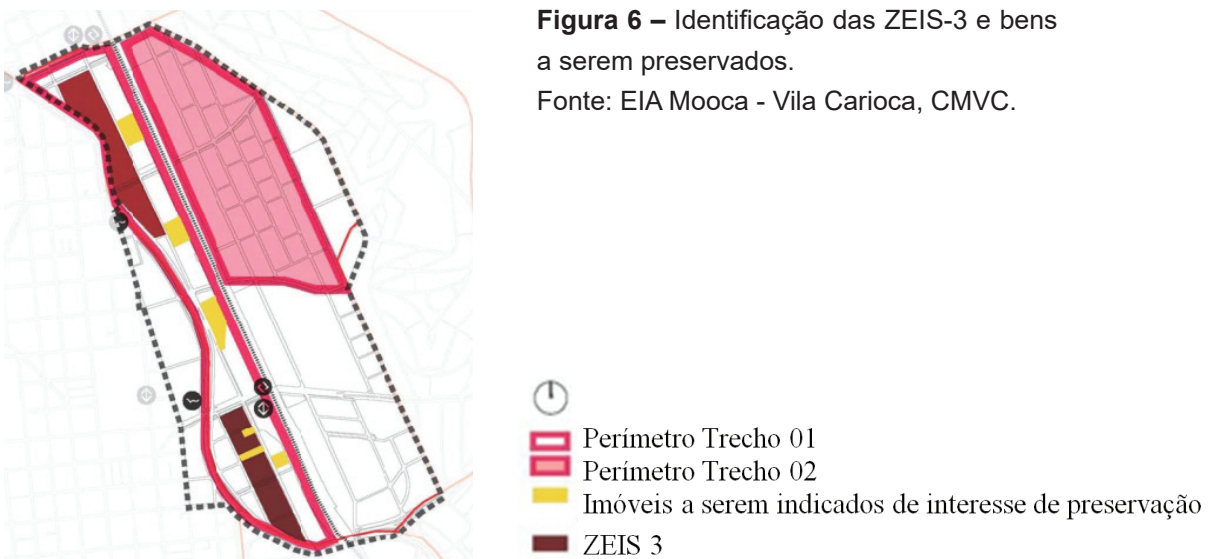 Figura 6 – Identificação das ZEIS-3 e bens
a serem preservados.
Fonte: EIA Mooca - Vila Carioca, CMVC.
Perímetro Trecho 01
Perímetro Trecho 02
Imóveis a serem indicados de interesse de preservação
ZEIS 3